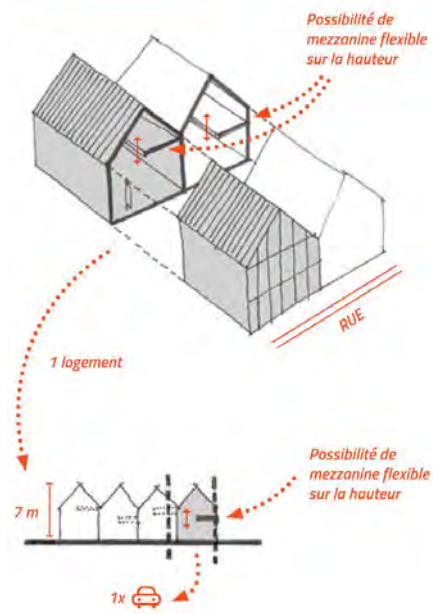 Possibilité de
mezzanine flexible
sur la hauteur
RUE
1 logement
Possibilité de
mezzanine flexible
sur la hauteur
7 m
1x